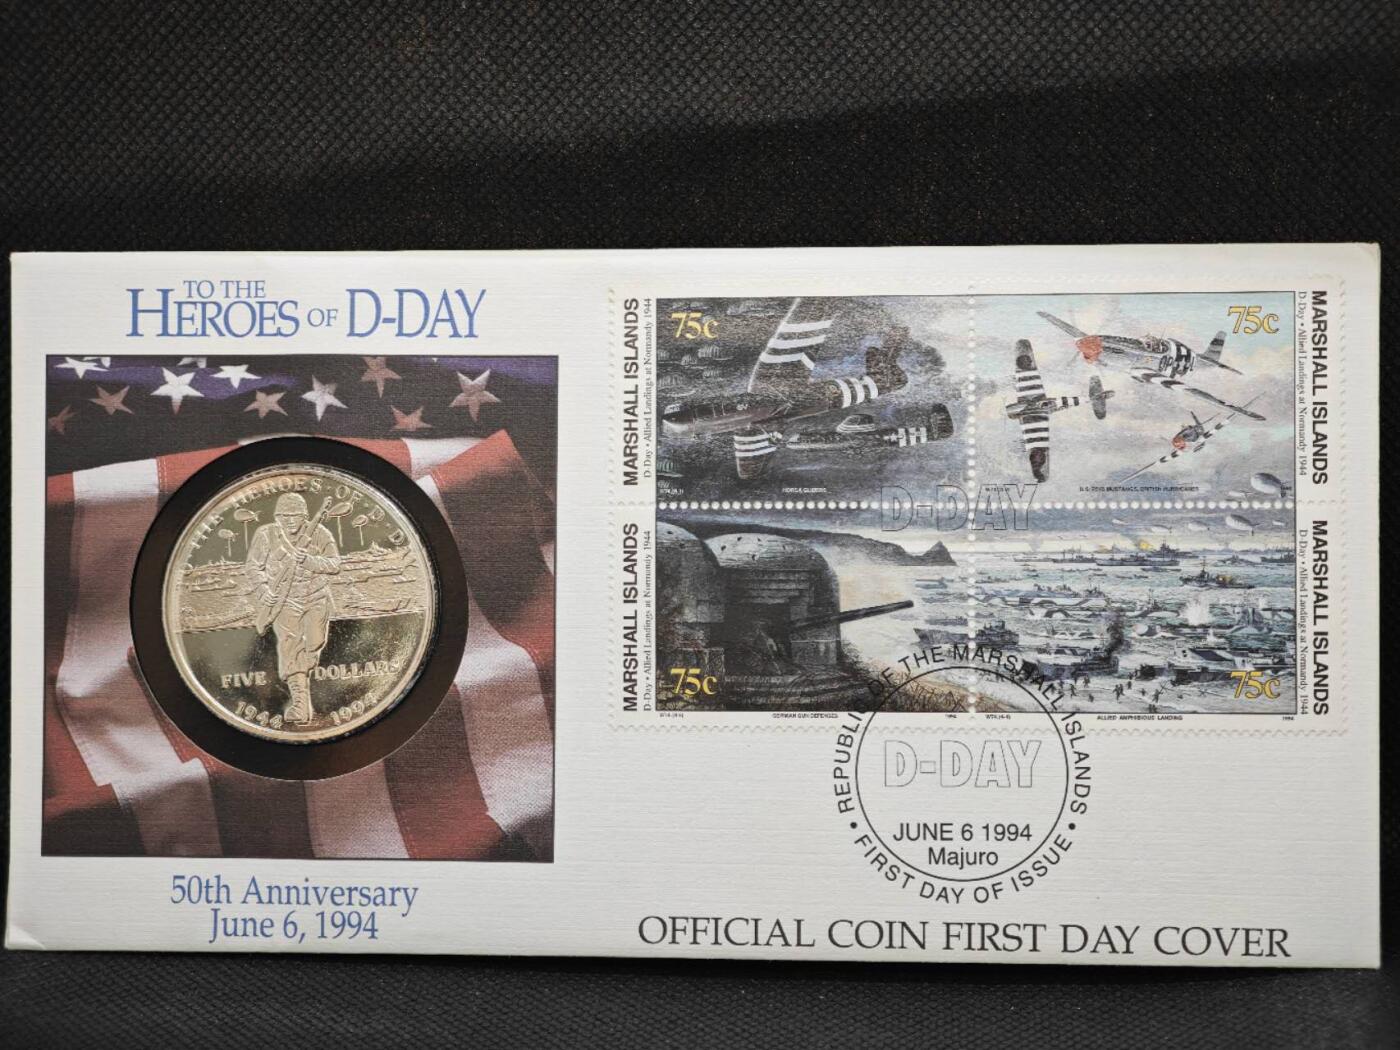 TO THE
HEROES OF D-DAY
TO THE HEROES OF D-DAY
FIVE DOLLARS
1944 1994
50th Anniversary
June 6, 1994
MARSHALL ISLANDS
D-Day • Allied Landings at Normandy 1944
75c
HORSA GLIDERS
75c
MARSHALL ISLANDS
D-Day • Allied Landings at Normandy 1944
U.S. P51B MUSTANGS, BRITISH HURRICANES
D-DAY
MARSHALL ISLANDS
D-Day • Allied Landings at Normandy 1944
75c
GERMAN GUN DEFENSES
1994
75c
MARSHALL ISLANDS
D-Day • Allied Landings at Normandy 1944
ALLIED AMPHIBIOUS LANDING
1994
REPUBLIC OF THE MARSHALL ISLANDS
D-DAY
JUNE 6 1994
Majuro
• FIRST DAY OF ISSUE •
OFFICIAL COIN FIRST DAY COVER